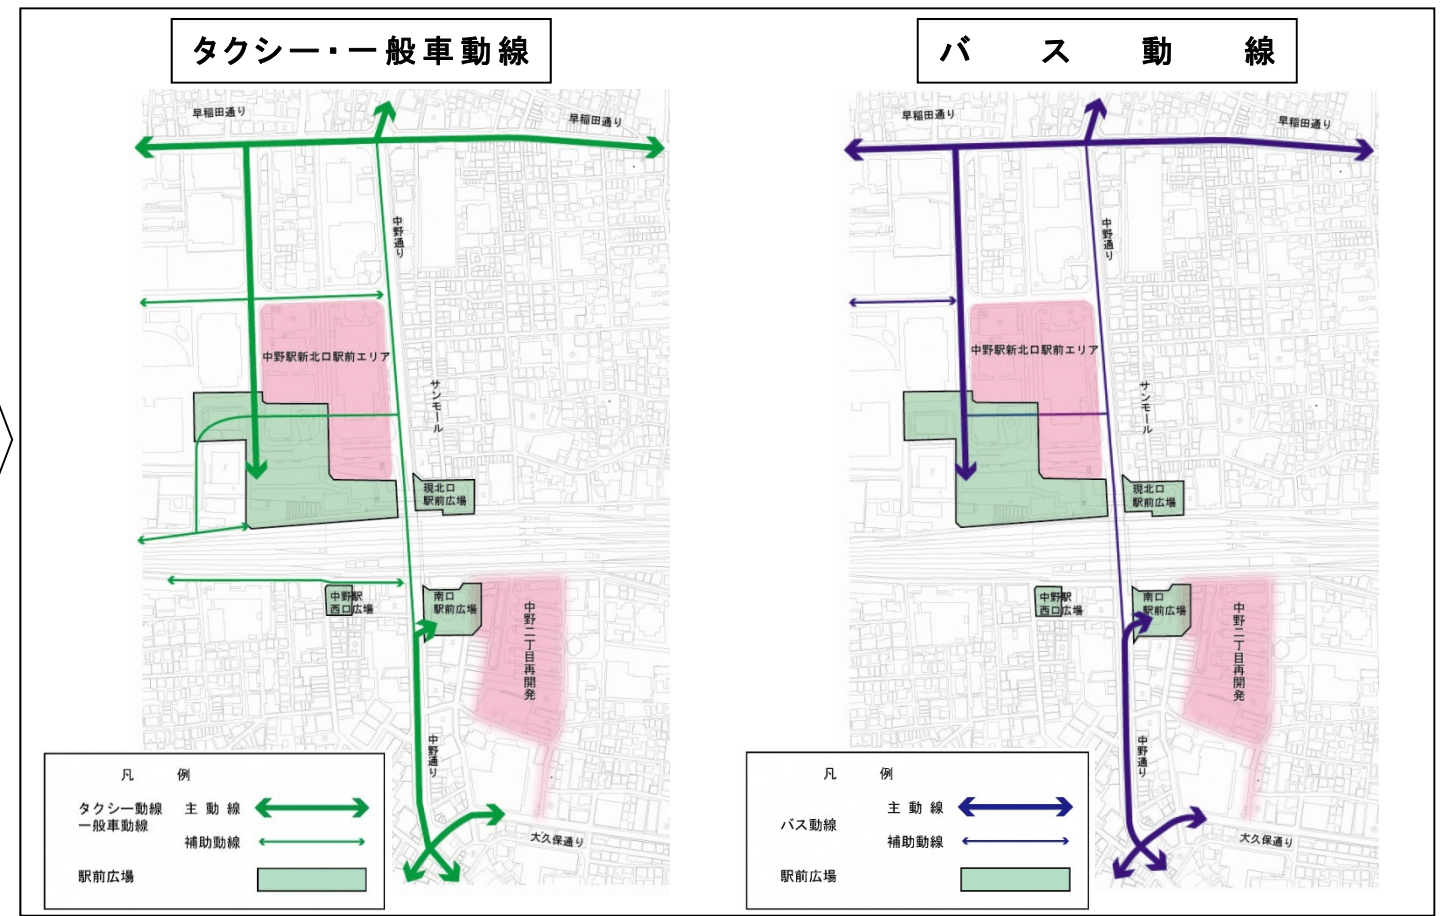 タクシー・一般車動線
早稲田通り
早稲田通り
中野通り
中野駅新北口駅前エリア
サンモール
現北口
駅前広場
中野駅
西口広場
南口
駅前広場
中野二丁目再開発
中野通り
大久保通り
凡 例
タクシー動線
一般車動線
主動線
補助動線
駅前広場
バス動線
早稲田通り
早稲田通り
中野通り
中野駅新北口駅前エリア
サンモール
現北口
駅前広場
中野駅
西口広場
南口
駅前広場
中野二丁目再開発
中野通り
大久保通り
凡 例
バス動線
主動線
補助動線
駅前広場